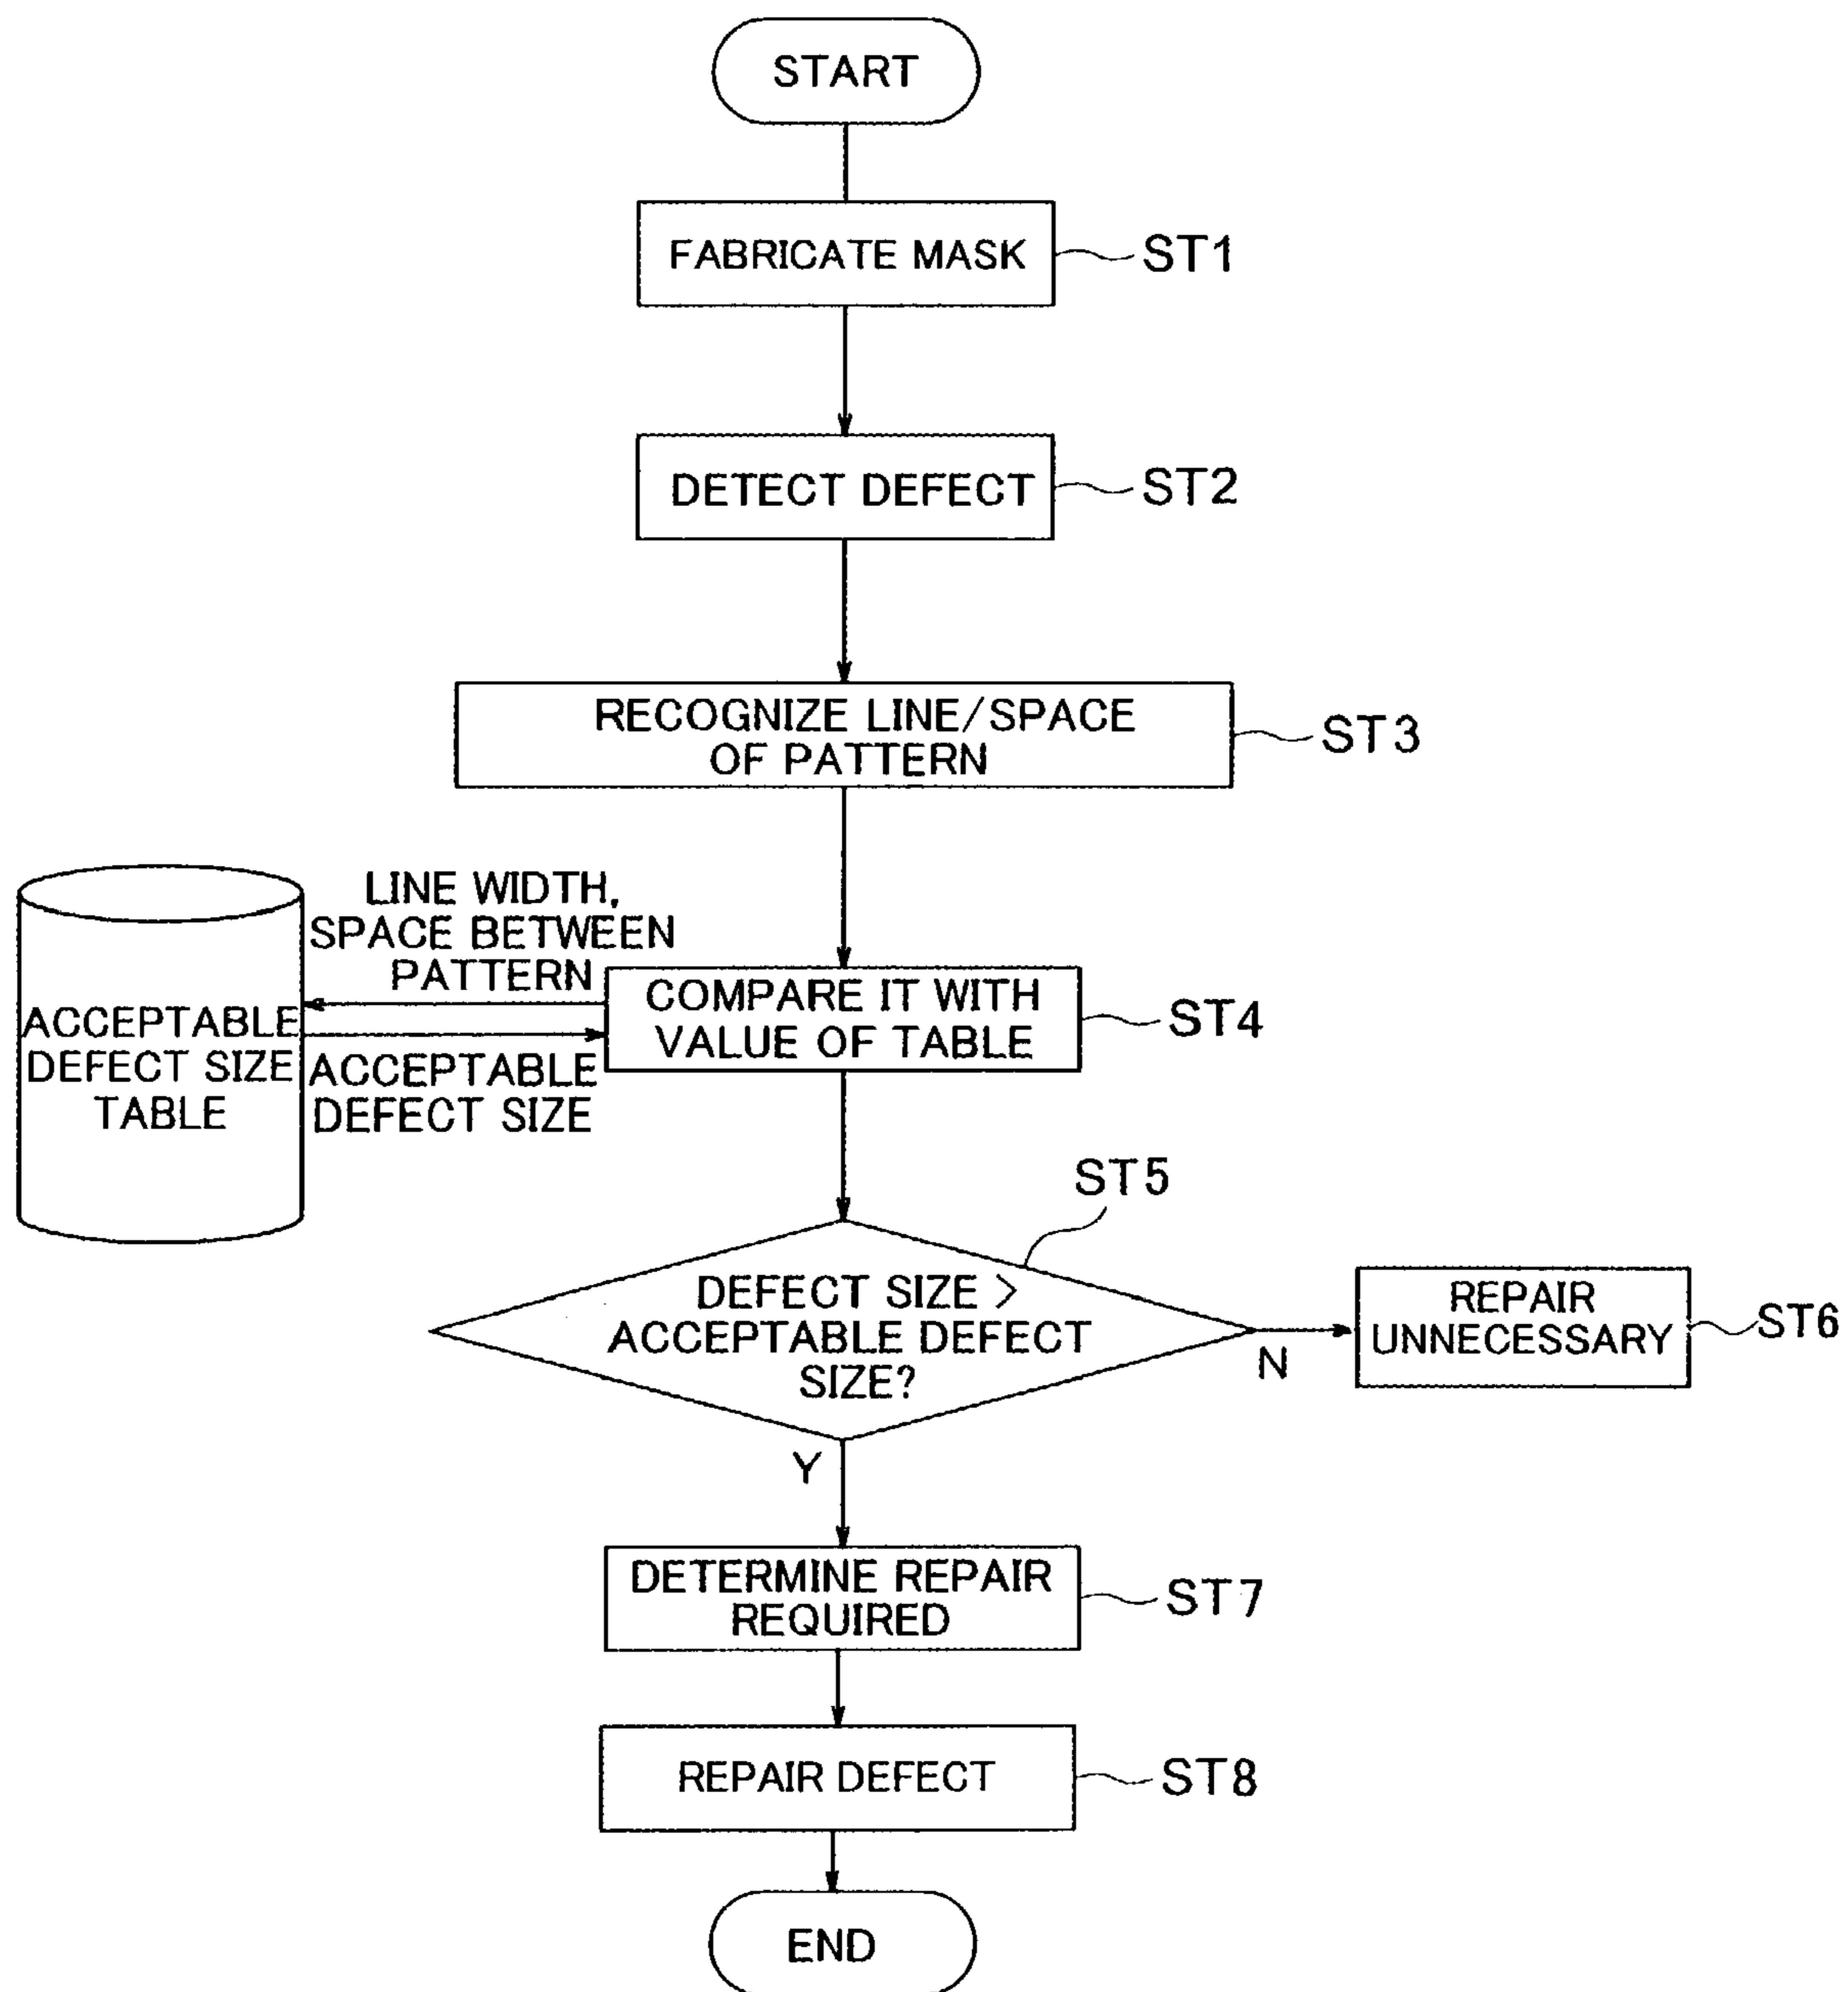 START
FABRICATE MASK
ST1
DETECT DEFECT
ST2
RECOGNIZE LINE/SPACE
OF PATTERN
ST3
LINE WIDTH,
SPACE BETWEEN
PATTERN
ACCEPTABLE
DEFECT SIZE
TABLE
ACCEPTABLE
DEFECT SIZE
COMPARE IT WITH
VALUE OF TABLE
ST4
ST5
DEFECT SIZE >
ACCEPTABLE DEFECT
SIZE?
N
REPAIR
UNNECESSARY
ST6
Y
DETERMINE REPAIR
REQUIRED
ST7
REPAIR DEFECT
ST8
END